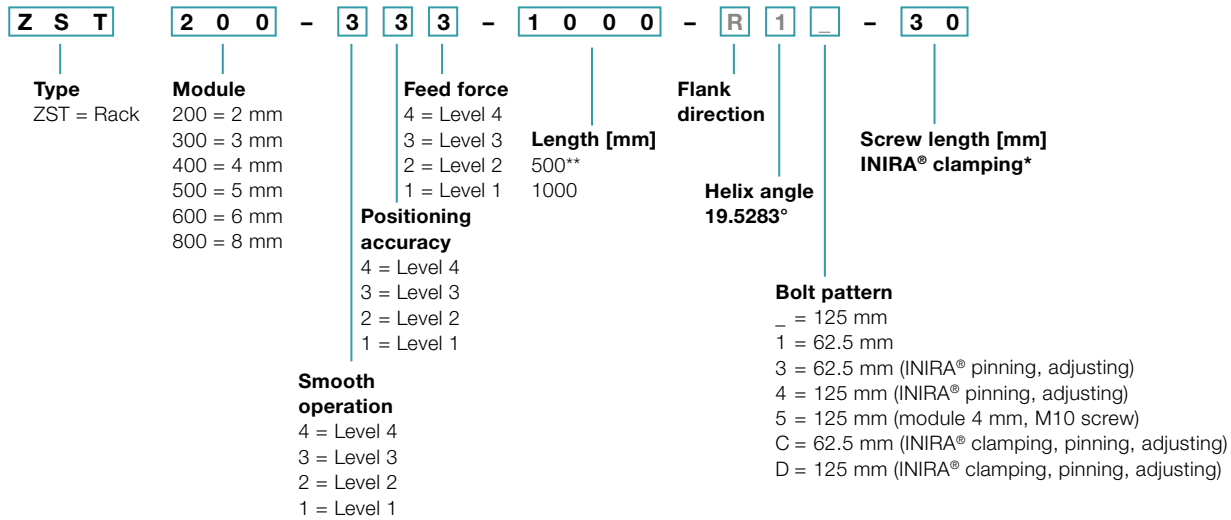 Z S T 2 0 0 – 3 3 3 – 1 0 0 0 – R 1 _ – 3 0
Type
ZST = Rack
Module
200 = 2 mm
300 = 3 mm
400 = 4 mm
500 = 5 mm
600 = 6 mm
800 = 8 mm
Smooth
operation
4 = Level 4
3 = Level 3
2 = Level 2
1 = Level 1
Positioning
accuracy
4 = Level 4
3 = Level 3
2 = Level 2
1 = Level 1
Feed force
4 = Level 4
3 = Level 3
2 = Level 2
1 = Level 1
Length [mm]
500**
1000
Flank
direction
Helix angle
19.5283°
Bolt pattern
_ = 125 mm
1 = 62.5 mm
3 = 62.5 mm (INIRA® pinning, adjusting)
4 = 125 mm (INIRA® pinning, adjusting)
5 = 125 mm (module 4 mm, M10 screw)
C = 62.5 mm (INIRA® clamping, pinning, adjusting)
D = 125 mm (INIRA® clamping, pinning, adjusting)
Screw length [mm]
INIRA® clamping*